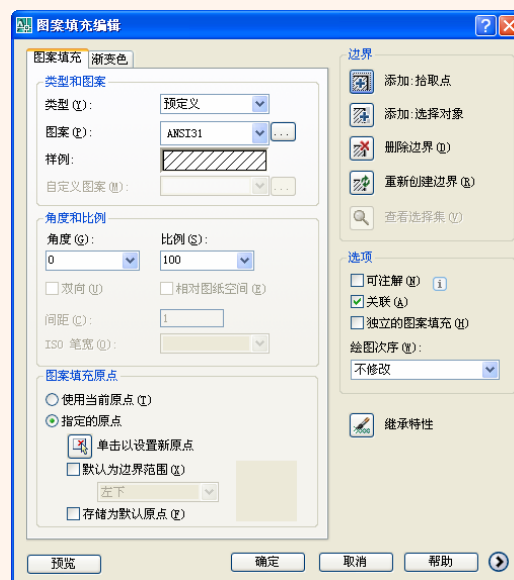 图案填充编辑
图案填充 渐变色
类型和图案
类型(Y): 预定义
图案(P): ANSI31 ...
样例:
自定义图案(M): ...
角度和比例
角度(G): 比例(S):
0 100
双向(U) 相对图纸空间(E)
间距(C): 1
ISO 笔宽(O):
图案填充原点
使用当前原点(T)
指定的原点
单击以设置新原点
默认为边界范围(X)
左下
存储为默认原点(F)
边界
添加:拾取点
添加:选择对象
删除边界(D)
重新创建边界(R)
查看选择集(V)
选项
可注解(N) i
关联(A)
独立的图案填充(H)
绘图次序(W):
不修改
继承特性
预览 确定 取消 帮助